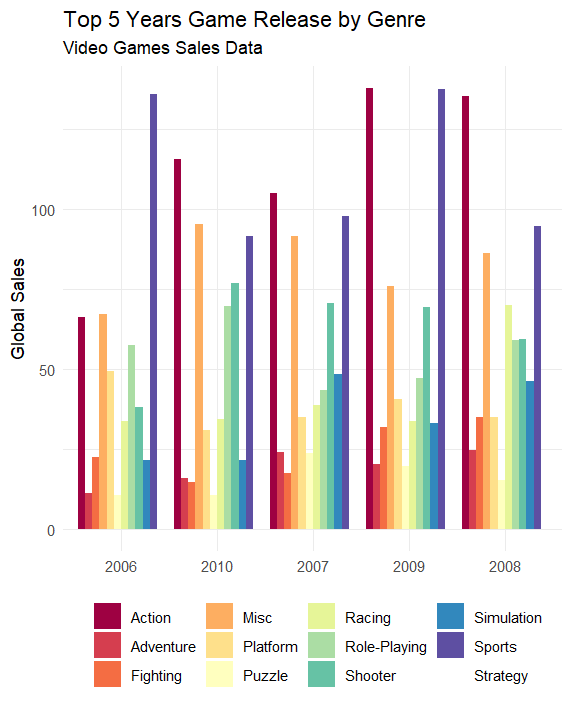 Top 5 Years Game Release by Genre
Video Games Sales Data
Global Sales
100
50
0
2006 2010 2007 2009 2008
Action Misc Racing Simulation
Adventure Platform Role-Playing Sports
Fighting Puzzle Shooter Strategy